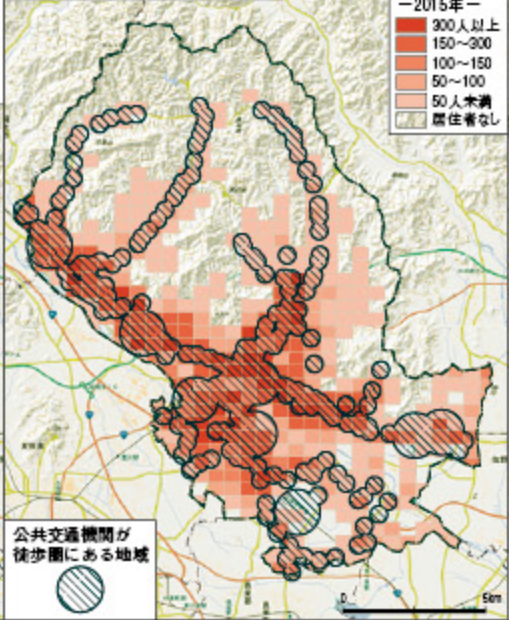 ー2015年ー
300人以上
150～300
100～150
50～100
50人未満
居住者なし
公共交通機関が
徒歩圏にある地域
0 5km